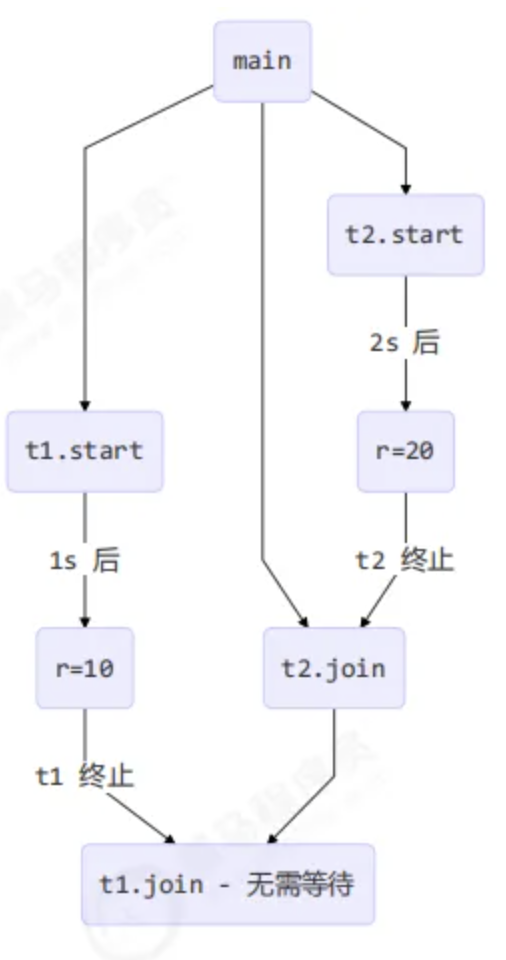 main
t2.start
2s 后
t1.start
r=20
1s 后
t2 终止
r=10
t2.join
t1 终止
t1.join - 无需等待